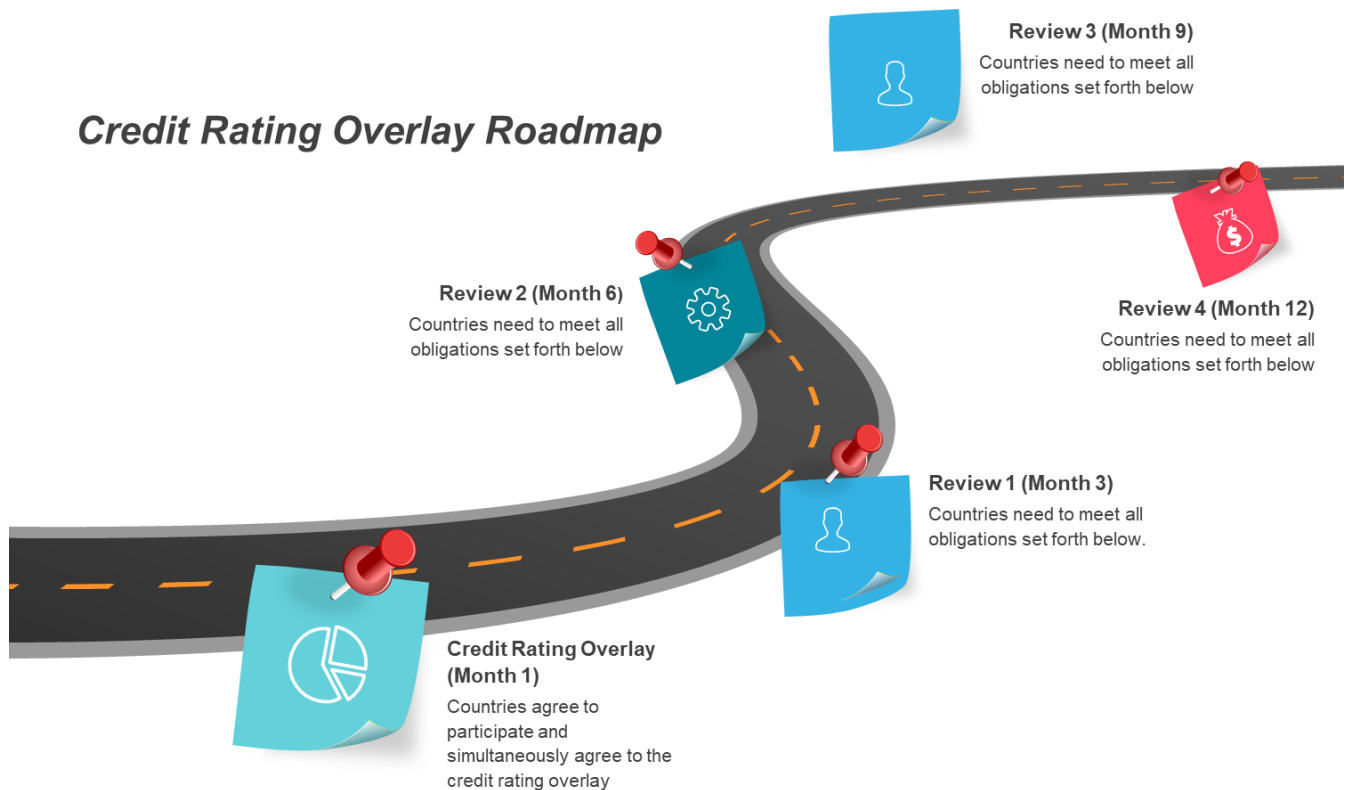 Credit Rating Overlay Roadmap
Review 3 (Month 9)
Countries need to meet all
obligations set forth below
Review 2 (Month 6)
Countries need to meet all
obligations set forth below
$
Review 4 (Month 12)
Countries need to meet all
obligations set forth below
Review 1 (Month 3)
Countries need to meet all
obligations set forth below.
Credit Rating Overlay
(Month 1)
Countries agree to
participate and
simultaneously agree to the
credit rating overlay